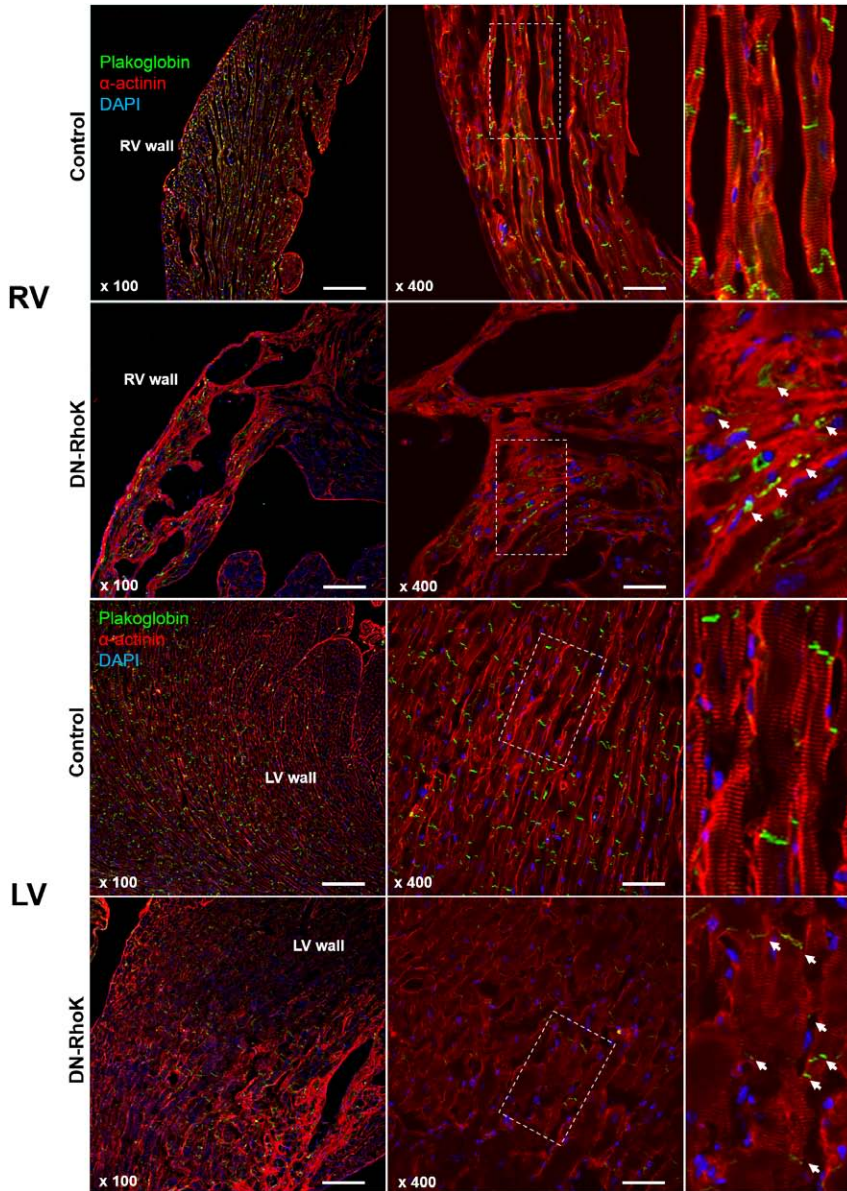 RV
Control
Plakoglobin
α-actinin
DAPI
RV wall
x 100
x 400
DN-RhoK
RV wall
x 100
x 400
LV
Control
Plakoglobin
α-actinin
DAPI
LV wall
x 100
x 400
DN-RhoK
LV wall
x 100
x 400